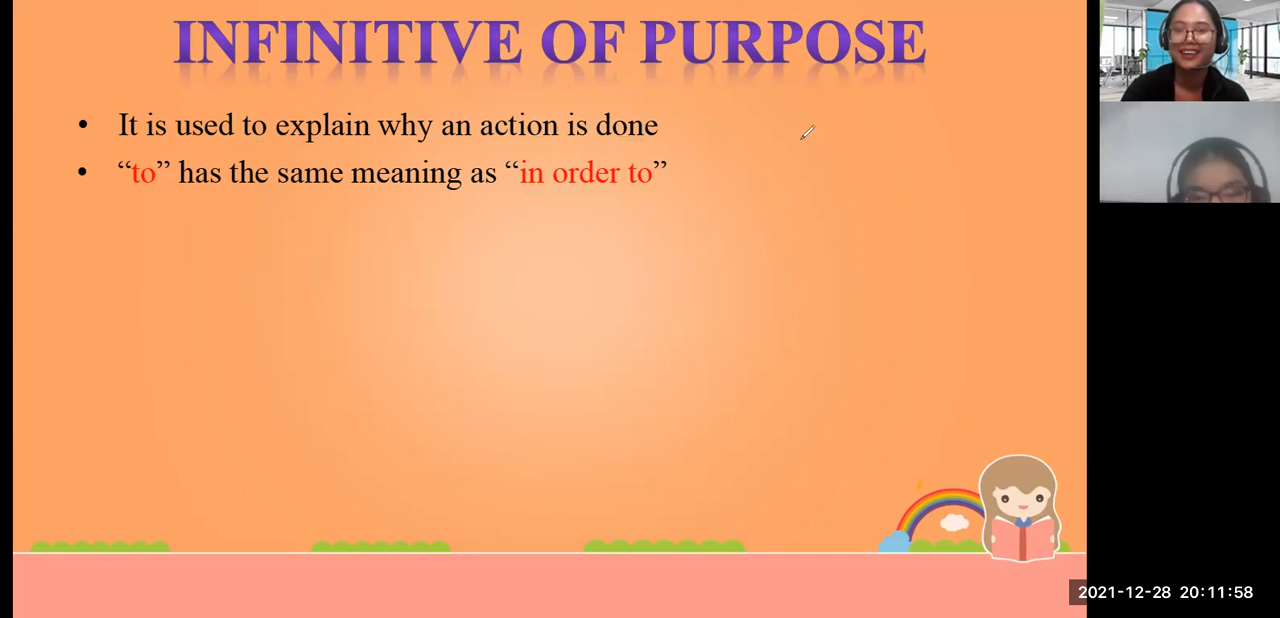 INFINITIVE OF PURPOSE
• It is used to explain why an action is done
• “to” has the same meaning as “in order to”
2021-12-28 20:11:58